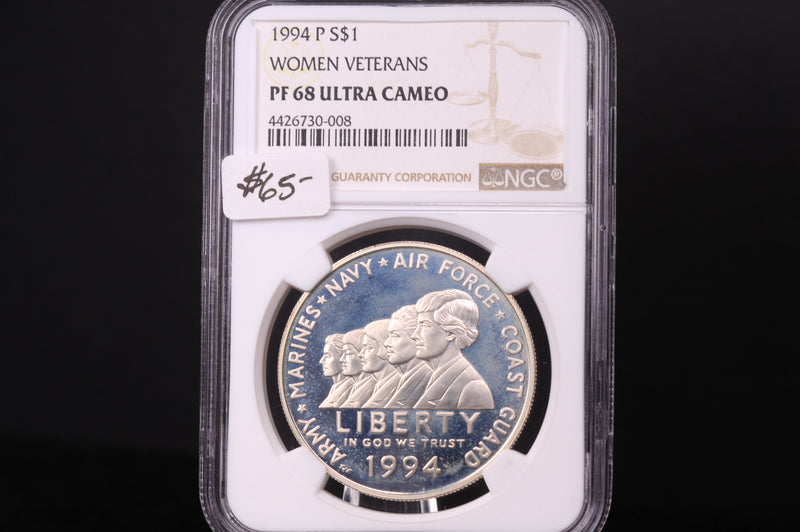 1994 P S$1
WOMEN VETERANS
PF 68 ULTRA CAMEO
4426730-008
GUARANTY CORPORATION
NGC®
$65-
ARMY ★ MARINES ★ NAVY ★ AIR FORCE ★ COAST GUARD
LIBERTY
IN GOD WE TRUST
1994